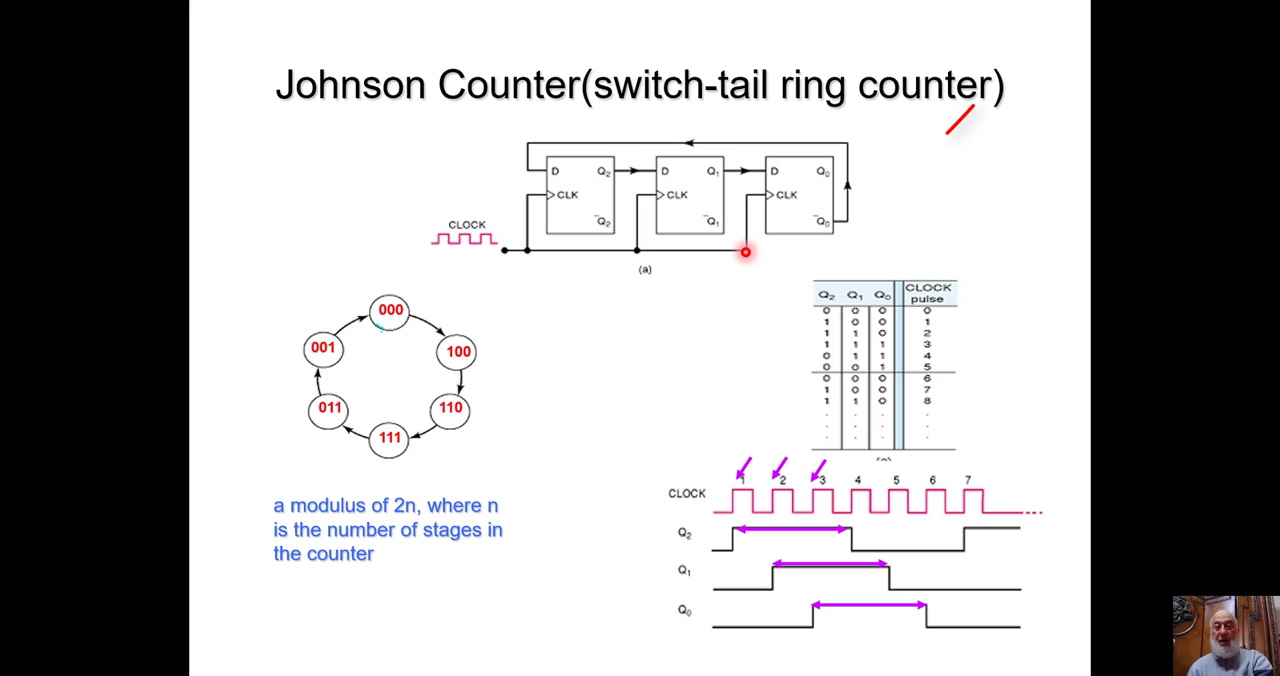 Johnson Counter(switch-tail ring counter)
D Q2 D Q1 D Q0
CLK CLK CLK
CLOCK
Q̅2 Q̅1 Q̅0
(a)
000
001
100
011
110
111
a modulus of 2n, where n
is the number of stages in
the counter
Q2 Q1 Q0 CLOCK pulse
0 0 0 0
1 0 0 1
1 1 0 2
1 1 1 3
0 1 1 4
0 0 1 5
0 0 0 6
1 0 0 7
1 1 0 8
. . . .
. . . .
. . . .
1 2 3 4 5 6 7
CLOCK
Q2
Q1
Q0